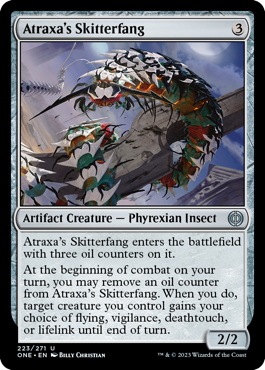 Atraxa's Skitterfang 3
Artifact Creature — Phyrexian Insect
Atraxa's Skitterfang enters the battlefield
with three oil counters on it.
At the beginning of combat on your
turn, you may remove an oil counter
from Atraxa's Skitterfang. When you do,
target creature you control gains your
choice of flying, vigilance, deathtouch,
or lifelink until end of turn.
2/2
223/271 U
ONE • EN BILLY CHRISTIAN
™ & © 2023 Wizards of the Coast